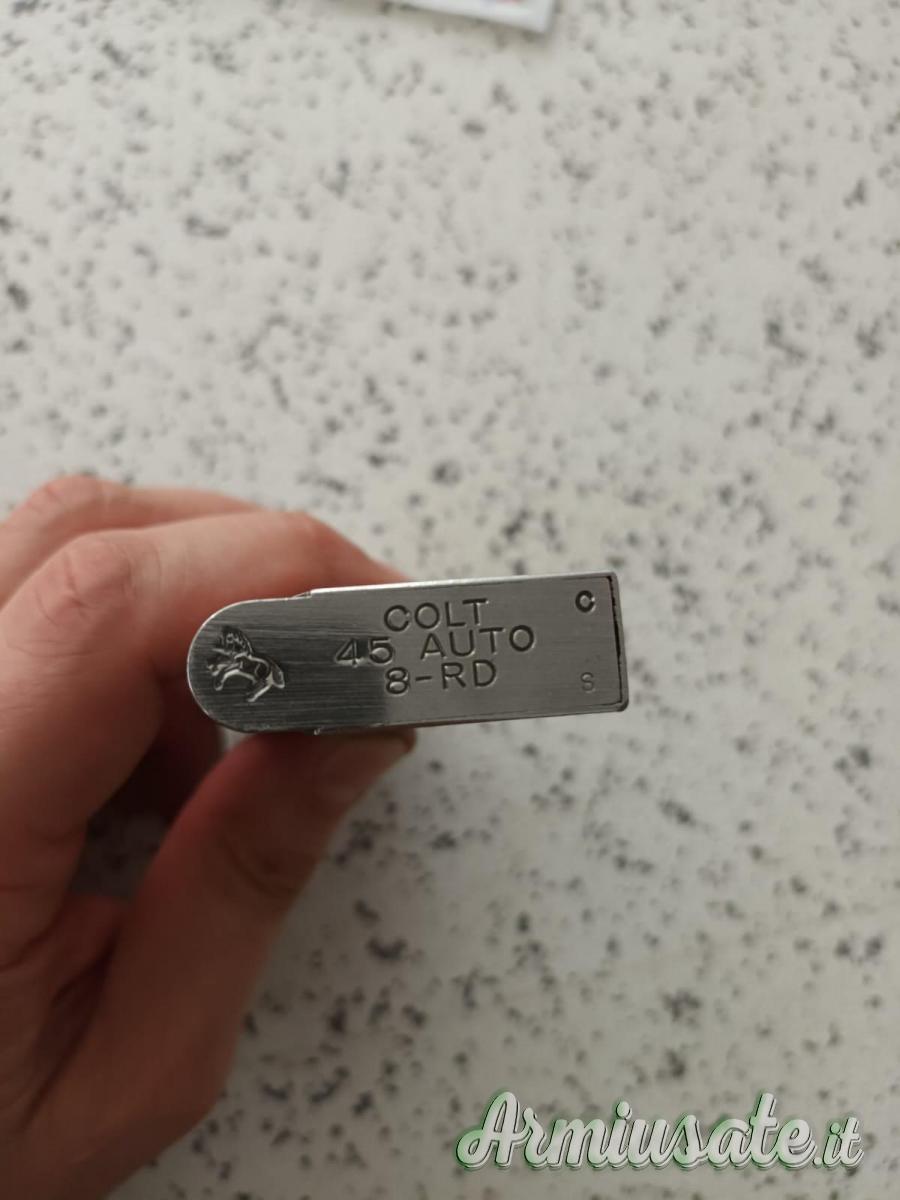 COLT
45 AUTO
8-RD
C
S
Armiusate.it